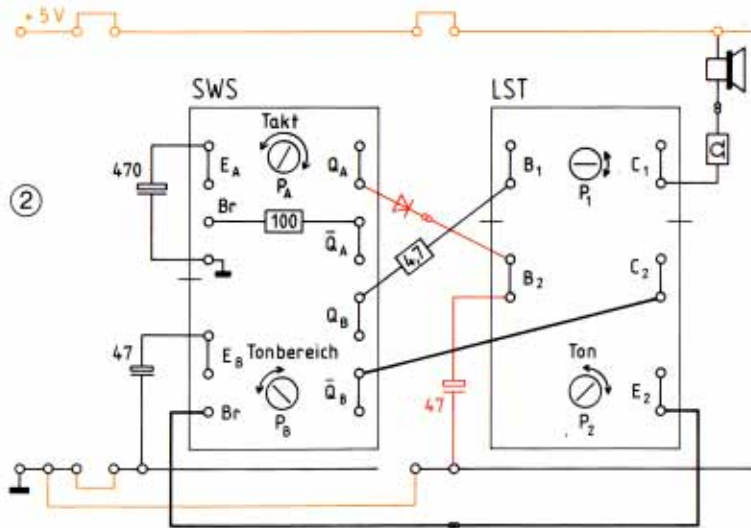 + 5 V
SWS
LST
Takt
E_A
P_A
Q_A
B_1
P_1
C_1
Ω
470
②
Br
100
Q̅_A
4,7
B_2
C_2
Q_B
47
E_B
Tonbereich
Q̅_B
47
Ton
E_2
Br
P_B
P_2